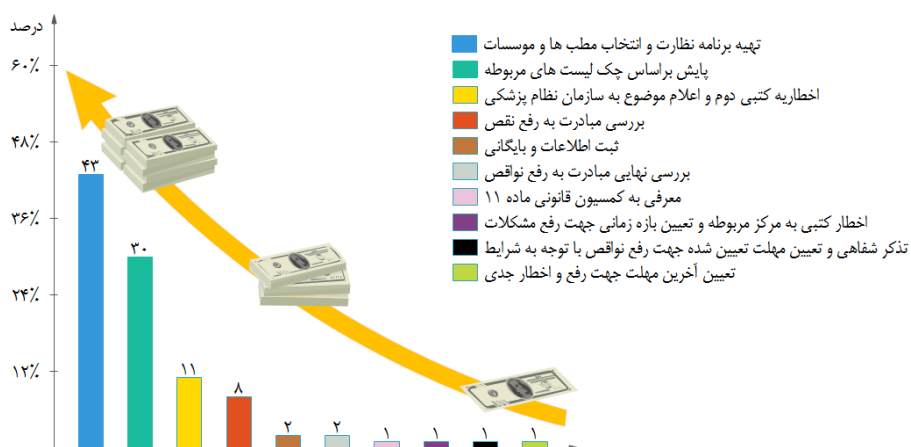 درصد
۶۰٪
۴۸٪
۳۶٪
۲۴٪
۱۲٪
۴۳
۳۰
۱۱
۸
۲
۲
۱
۱
۱
۱
تهیه برنامه نظارت و انتخاب مطب ها و موسسات
پایش براساس چک لیست های مربوطه
اخطاریه کتبی دوم و اعلام موضوع به سازمان نظام پزشکی
بررسی مبادرت به رفع نقص
ثبت اطلاعات و بایگانی
بررسی نهایی مبادرت به رفع نواقص
معرفی به کمسیون قانونی ماده ۱۱
اخطار کتبی به مرکز مربوطه و تعیین بازه زمانی جهت رفع مشکلات
تذکر شفاهی و تعیین مهلت تعیین شده جهت رفع نواقص با توجه به شرایط
تعیین آخرین مهلت جهت رفع و اخطار جدی